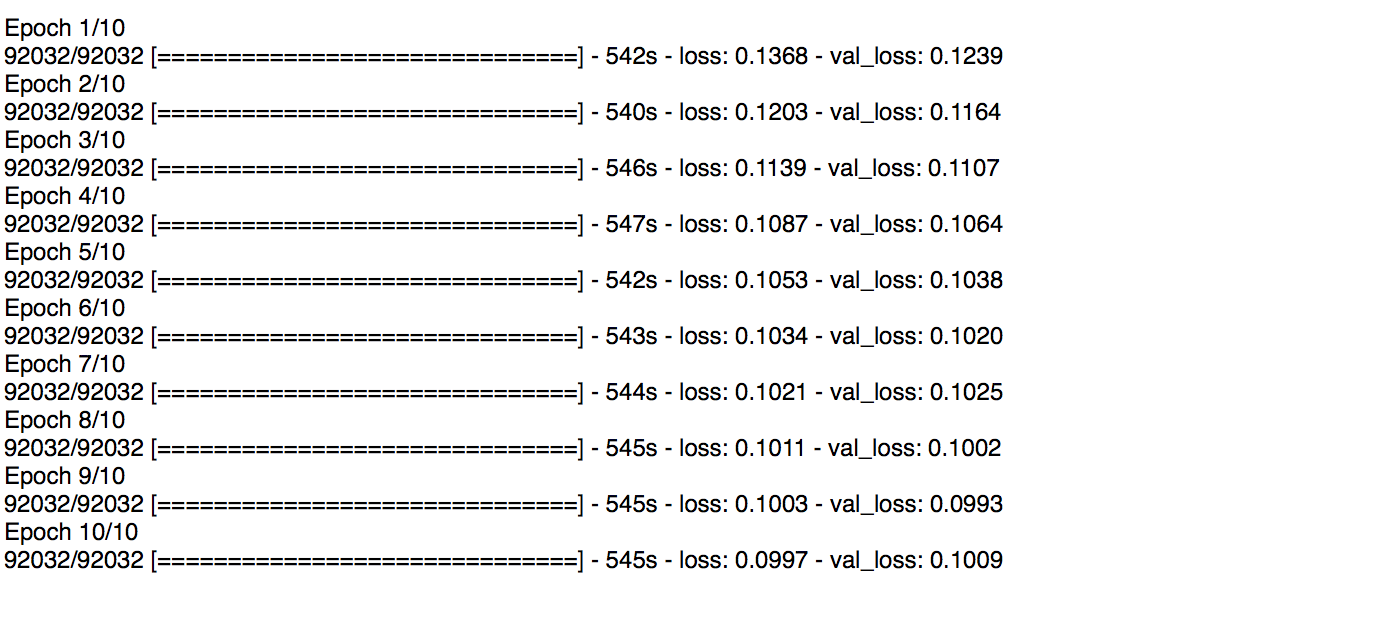 Epoch 1/10
92032/92032 [==============================] - 542s - loss: 0.1368 - val_loss: 0.1239
Epoch 2/10
92032/92032 [==============================] - 540s - loss: 0.1203 - val_loss: 0.1164
Epoch 3/10
92032/92032 [==============================] - 546s - loss: 0.1139 - val_loss: 0.1107
Epoch 4/10
92032/92032 [==============================] - 547s - loss: 0.1087 - val_loss: 0.1064
Epoch 5/10
92032/92032 [==============================] - 542s - loss: 0.1053 - val_loss: 0.1038
Epoch 6/10
92032/92032 [==============================] - 543s - loss: 0.1034 - val_loss: 0.1020
Epoch 7/10
92032/92032 [==============================] - 544s - loss: 0.1021 - val_loss: 0.1025
Epoch 8/10
92032/92032 [==============================] - 545s - loss: 0.1011 - val_loss: 0.1002
Epoch 9/10
92032/92032 [==============================] - 545s - loss: 0.1003 - val_loss: 0.0993
Epoch 10/10
92032/92032 [==============================] - 545s - loss: 0.0997 - val_loss: 0.1009